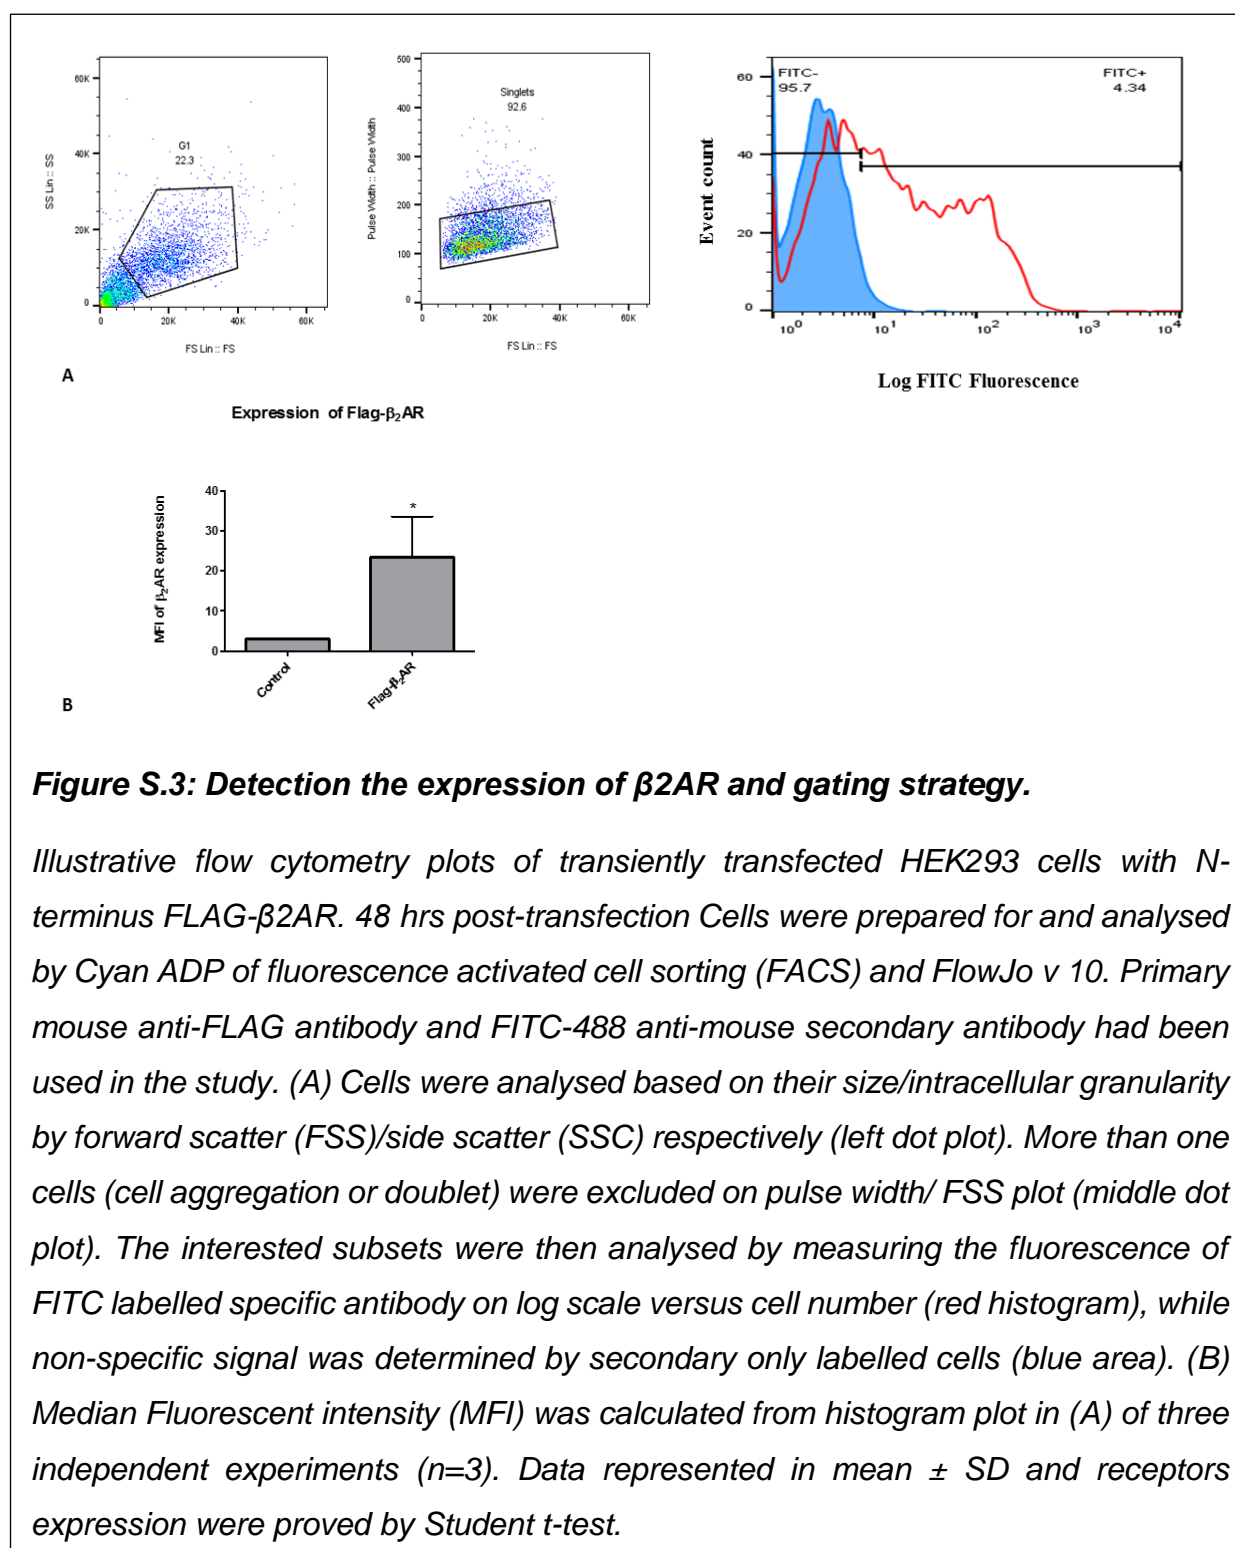 60K
40K
20K
0
SS Lin :: SS
G1
22.3
0 20K 40K 60K
FS Lin :: FS
500
400
300
200
100
0
Pulse Width :: Pulse Width
Singlets
92.6
0 20K 40K 60K
FS Lin :: FS
60
40
20
0
Event count
FITC-
95.7
FITC+
4.34
10⁰ 10¹ 10² 10³ 10⁴
Log FITC Fluorescence
A
Expression of Flag-β₂AR
40
30
20
10
0
MFI of β₂AR expression
*
Control
Flag-β₂AR
B
Figure S.3: Detection the expression of β2AR and gating strategy.
Illustrative flow cytometry plots of transiently transfected HEK293 cells with N-
terminus FLAG-β2AR. 48 hrs post-transfection Cells were prepared for and analysed
by Cyan ADP of fluorescence activated cell sorting (FACS) and FlowJo v 10. Primary
mouse anti-FLAG antibody and FITC-488 anti-mouse secondary antibody had been
used in the study. (A) Cells were analysed based on their size/intracellular granularity
by forward scatter (FSS)/side scatter (SSC) respectively (left dot plot). More than one
cells (cell aggregation or doublet) were excluded on pulse width/ FSS plot (middle dot
plot). The interested subsets were then analysed by measuring the fluorescence of
FITC labelled specific antibody on log scale versus cell number (red histogram), while
non-specific signal was determined by secondary only labelled cells (blue area). (B)
Median Fluorescent intensity (MFI) was calculated from histogram plot in (A) of three
independent experiments (n=3). Data represented in mean ± SD and receptors
expression were proved by Student t-test.